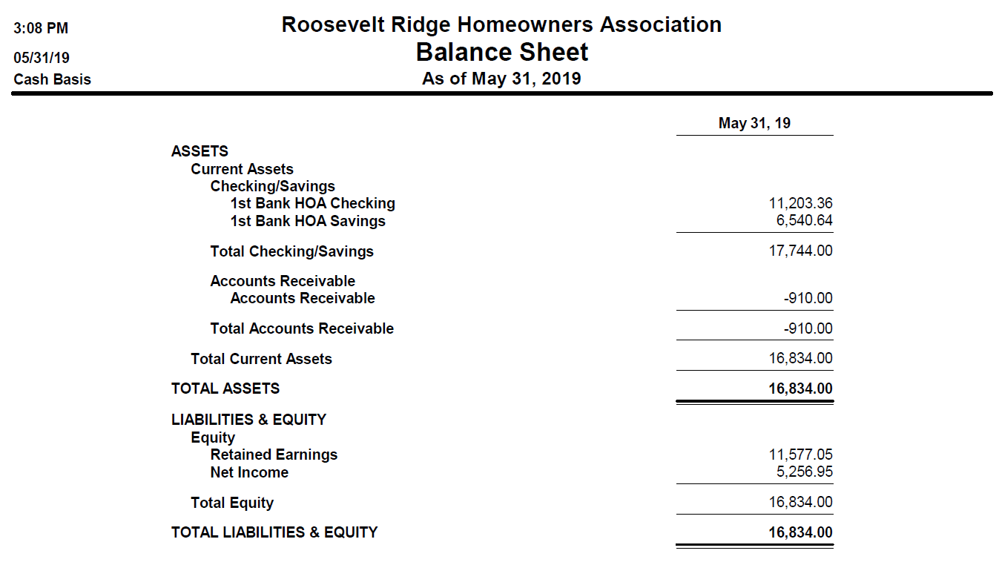 3:08 PM
Roosevelt Ridge Homeowners Association
05/31/19
Balance Sheet
Cash Basis
As of May 31, 2019
May 31, 19
ASSETS
Current Assets
Checking/Savings
1st Bank HOA Checking 11,203.36
1st Bank HOA Savings 6,540.64
Total Checking/Savings 17,744.00
Accounts Receivable
Accounts Receivable -910.00
Total Accounts Receivable -910.00
Total Current Assets 16,834.00
TOTAL ASSETS 16,834.00
LIABILITIES & EQUITY
Equity
Retained Earnings 11,577.05
Net Income 5,256.95
Total Equity 16,834.00
TOTAL LIABILITIES & EQUITY 16,834.00